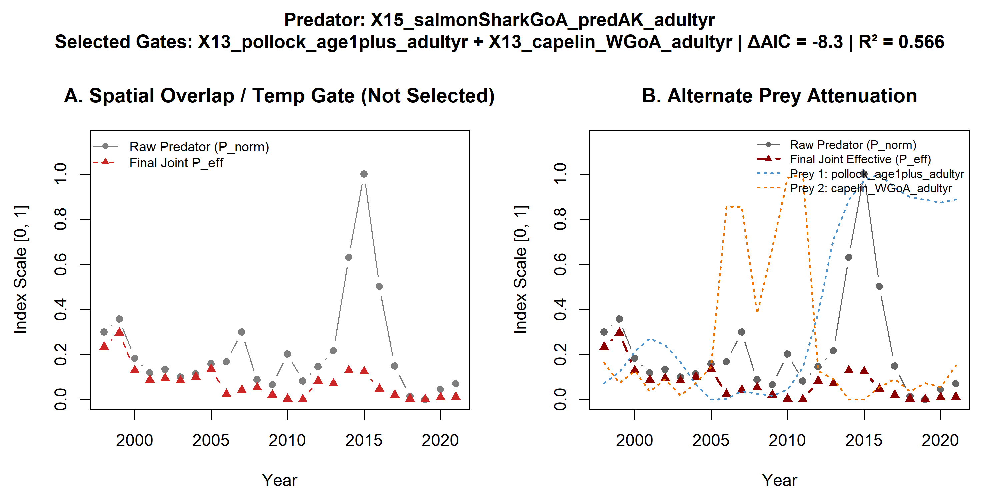 Predator: X15_salmonSharkGoA_predAK_adultyr
Selected Gates: X13_pollock_age1plus_adultyr + X13_capelin_WGoA_adultyr | ΔAIC = -8.3 | R² = 0.566
A. Spatial Overlap / Temp Gate (Not Selected)
Raw Predator (P_norm)
Final Joint P_eff
Index Scale [0, 1]
1.0
0.8
0.6
0.4
0.2
0.0
2000 2005 2010 2015 2020
Year
B. Alternate Prey Attenuation
Raw Predator (P_norm)
Final Joint Effective (P_eff)
Prey 1: pollock_age1plus_adultyr
Prey 2: capelin_WGoA_adultyr
Index Scale [0, 1]
1.0
0.8
0.6
0.4
0.2
0.0
2000 2005 2010 2015 2020
Year